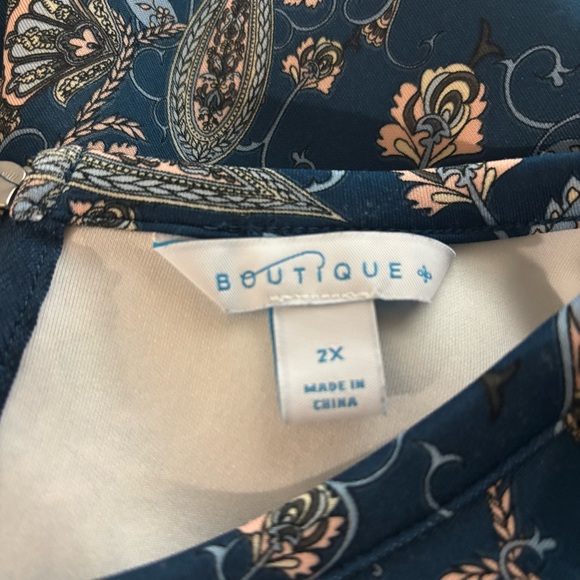 BOUTIQUE +
2X
MADE IN
CHINA